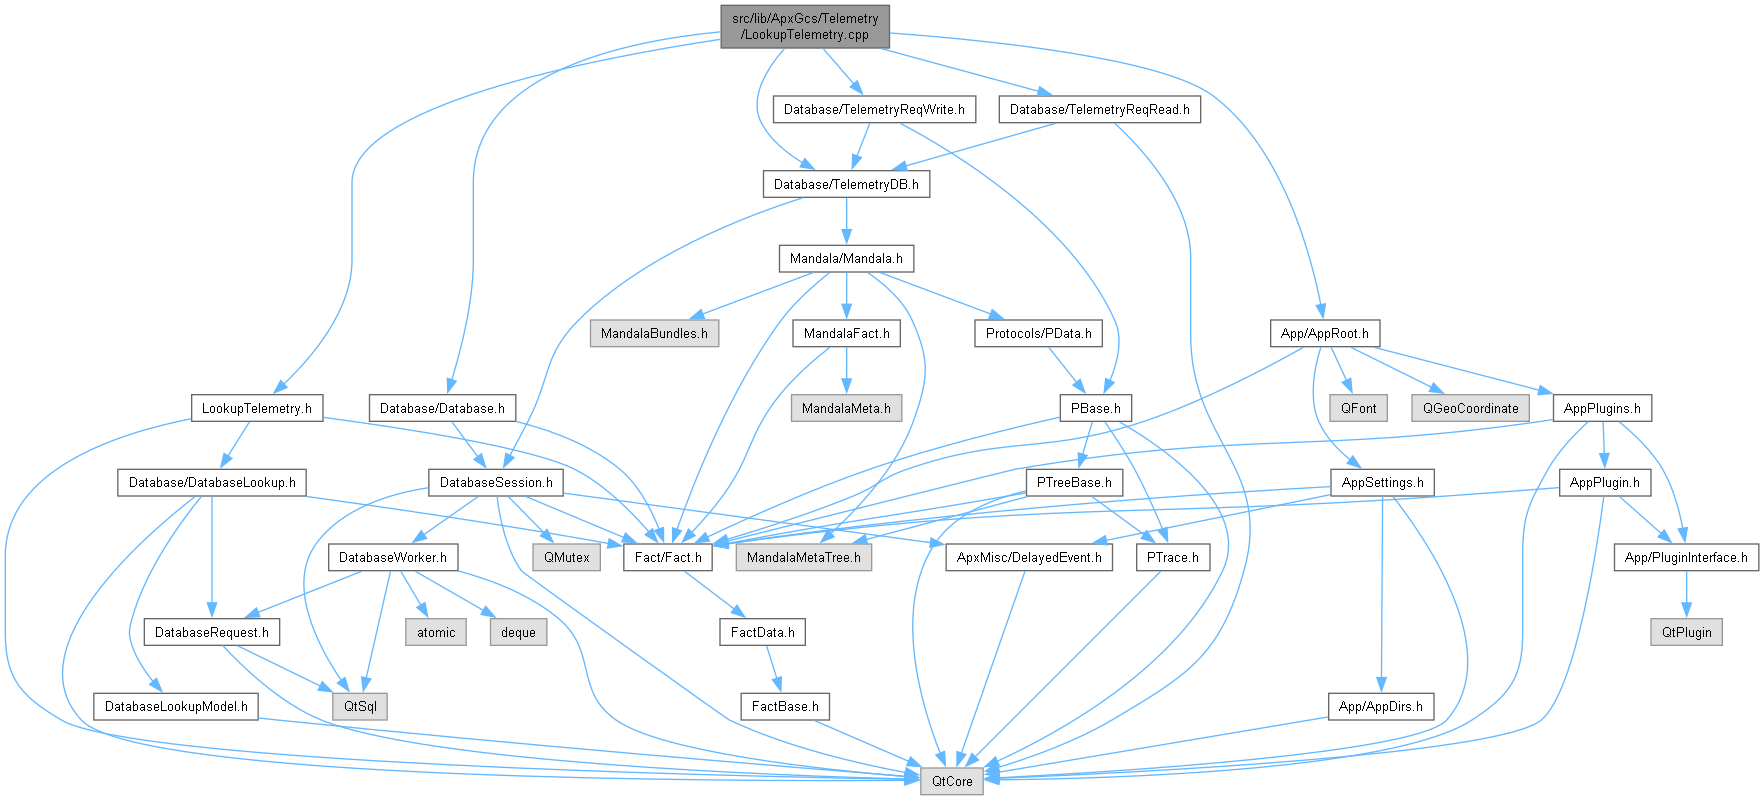 src/lib/ApxGcs/Telemetry
/LookupTelemetry.cpp
Database/TelemetryReqWrite.h
Database/TelemetryReqRead.h
Database/TelemetryDB.h
Mandala/Mandala.h
MandalaBundles.h
MandalaFact.h
Protocols/PData.h
App/AppRoot.h
LookupTelemetry.h
Database/Database.h
MandalaMeta.h
PBase.h
QFont
QGeoCoordinate
AppPlugins.h
Database/DatabaseLookup.h
DatabaseSession.h
PTreeBase.h
AppSettings.h
AppPlugin.h
DatabaseWorker.h
QMutex
Fact/Fact.h
MandalaMetaTree.h
ApxMisc/DelayedEvent.h
PTrace.h
App/PluginInterface.h
DatabaseRequest.h
atomic
deque
FactData.h
QtPlugin
DatabaseLookupModel.h
QtSql
FactBase.h
App/AppDirs.h
QtCore